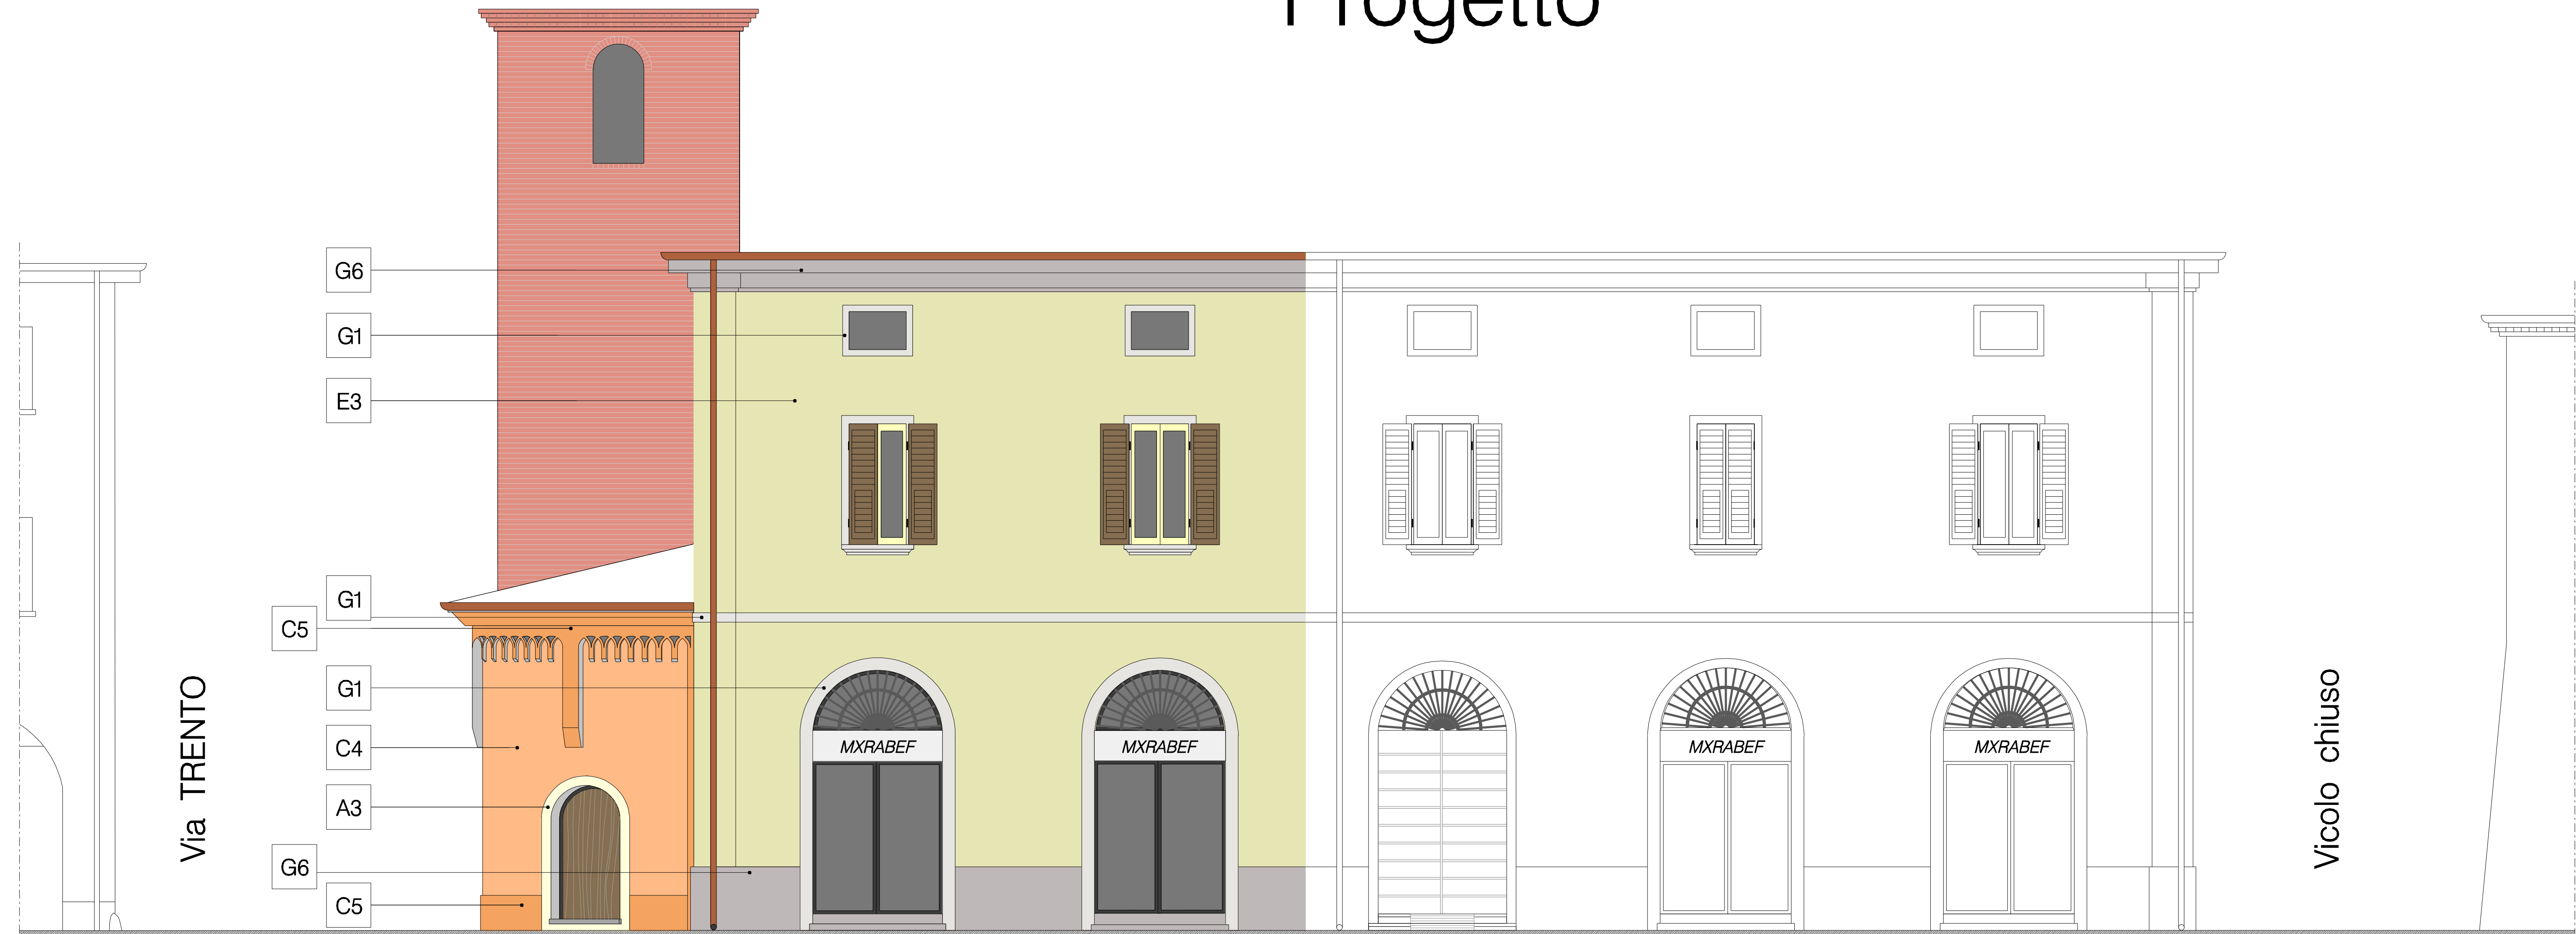 Progetto
G6
G1
E3
G1
C5
G1
C4
A3
G6
C5
Via TRENTO
MXRABEF
MXRABEF
MXRABEF
MXRABEF
Vicolo chiuso